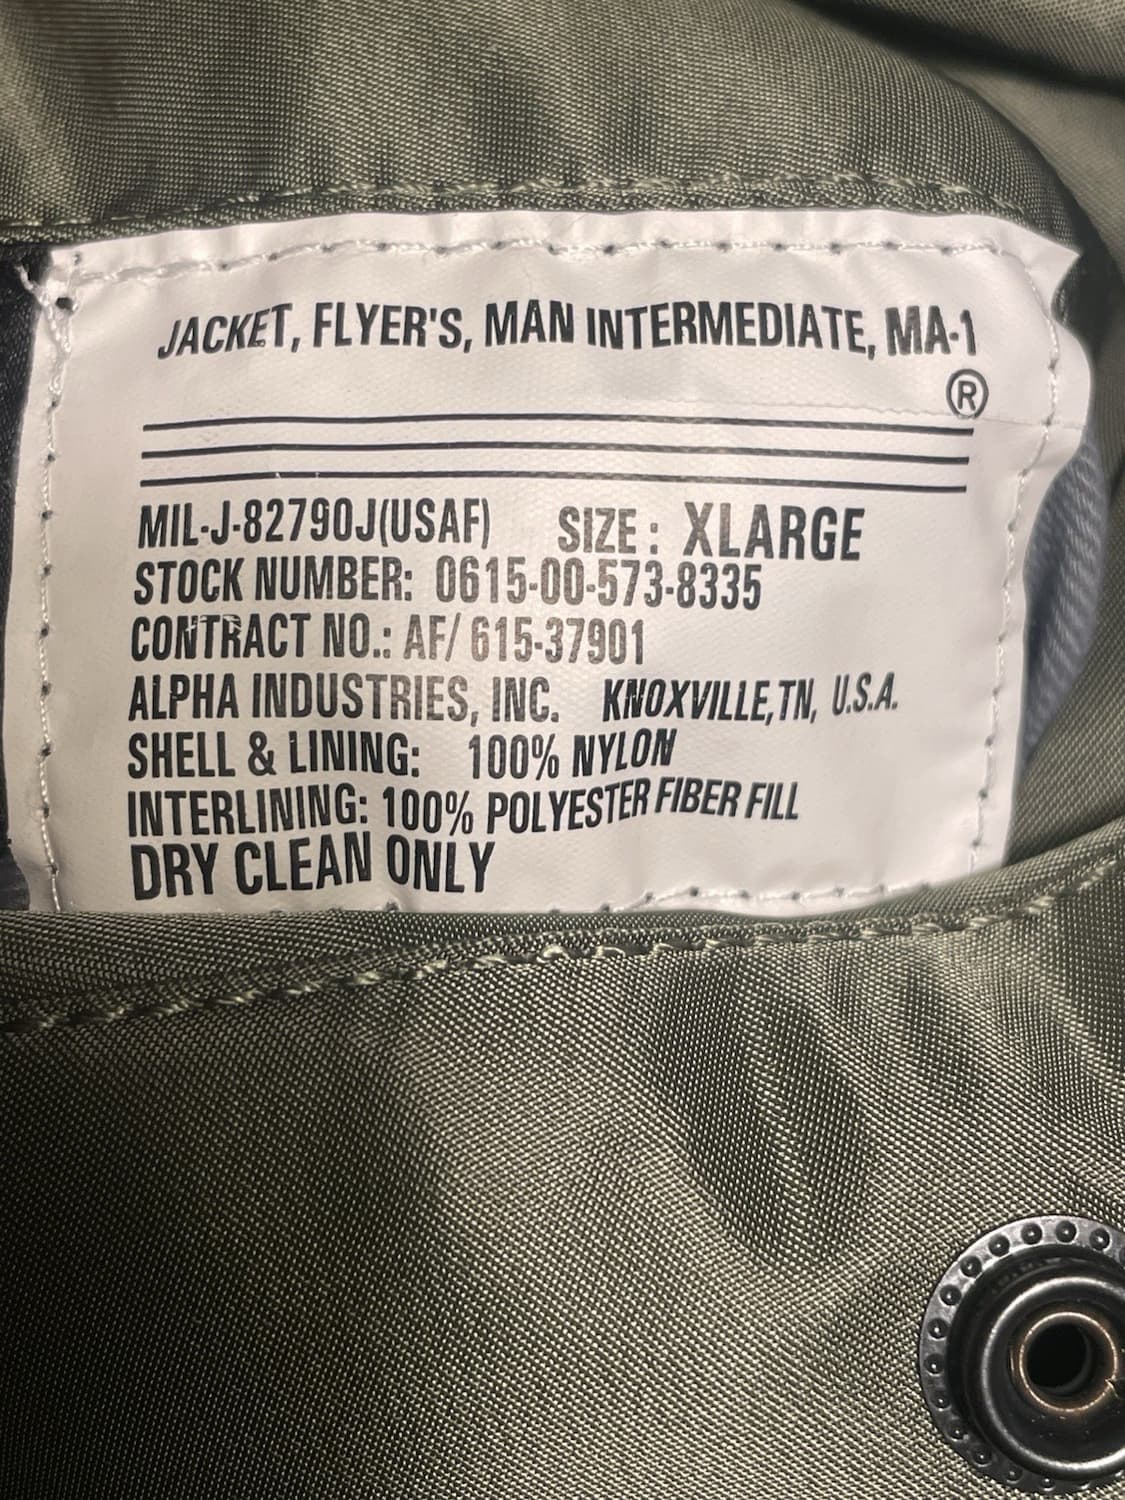 JACKET, FLYER'S, MAN INTERMEDIATE, MA-1
®
MIL-J-82790J(USAF) SIZE: XLARGE
STOCK NUMBER: 0615-00-573-8335
CONTRACT NO.: AF/ 615-37901
ALPHA INDUSTRIES, INC. KNOXVILLE, TN, U.S.A.
SHELL & LINING: 100% NYLON
INTERLINING: 100% POLYESTER FIBER FILL
DRY CLEAN ONLY